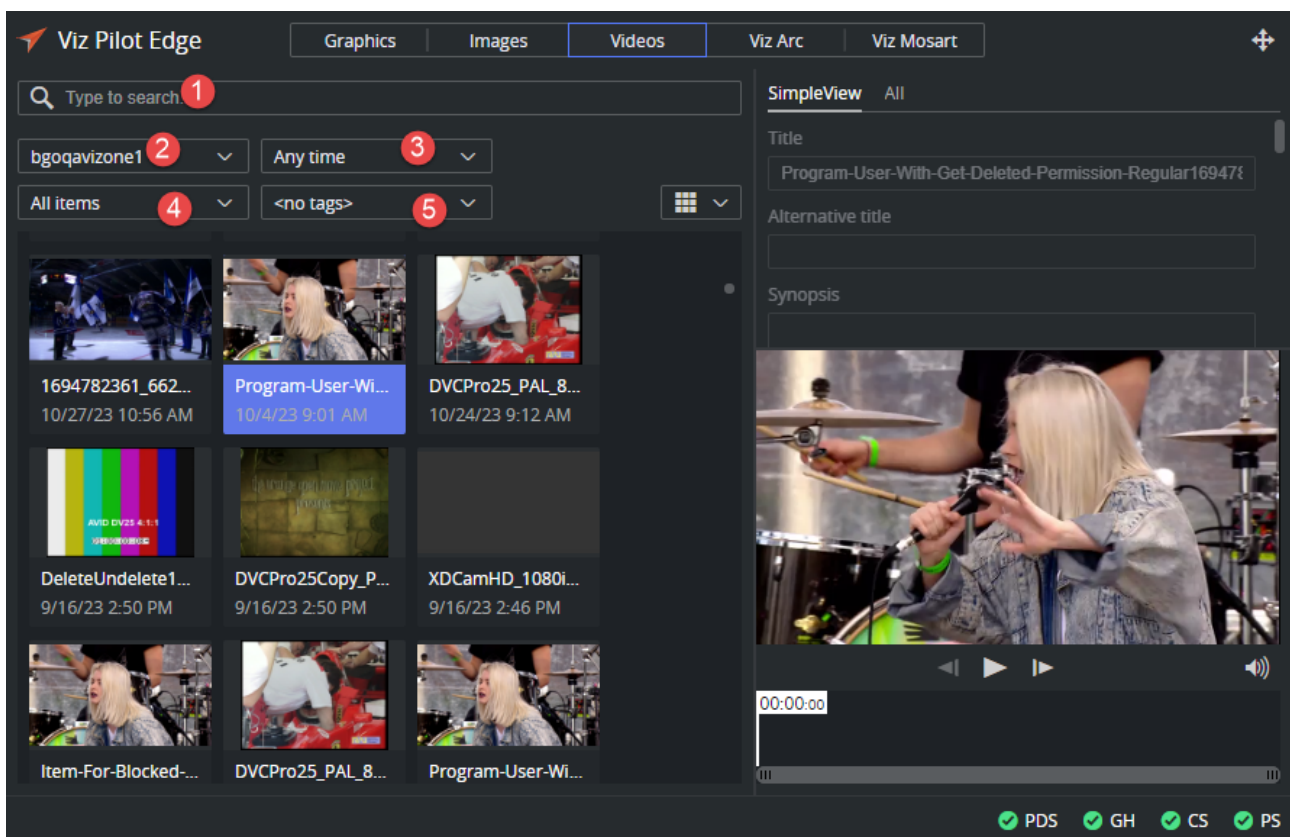 Viz Pilot Edge
Graphics
Images
Videos
Viz Arc
Viz Mosart
Type to search.
1
bgoqavizone1
2
Any time
3
All items
4
<no tags>
5
1694782361_662...
10/27/23 10:56 AM
Program-User-Wi...
10/4/23 9:01 AM
DVCPro25_PAL_8...
10/24/23 9:12 AM
AVID DV25 4:1:1
DeleteUndelete1...
9/16/23 2:50 PM
DVCPro25Copy_P...
9/16/23 2:50 PM
XDCamHD_1080i...
9/16/23 2:46 PM
Item-For-Blocked-...
DVCPro25_PAL_8...
Program-User-Wi...
SimpleView
All
Title
Program-User-With-Get-Deleted-Permission-Regular169478
Alternative title
Synopsis
00:00:00
PDS
GH
CS
PS